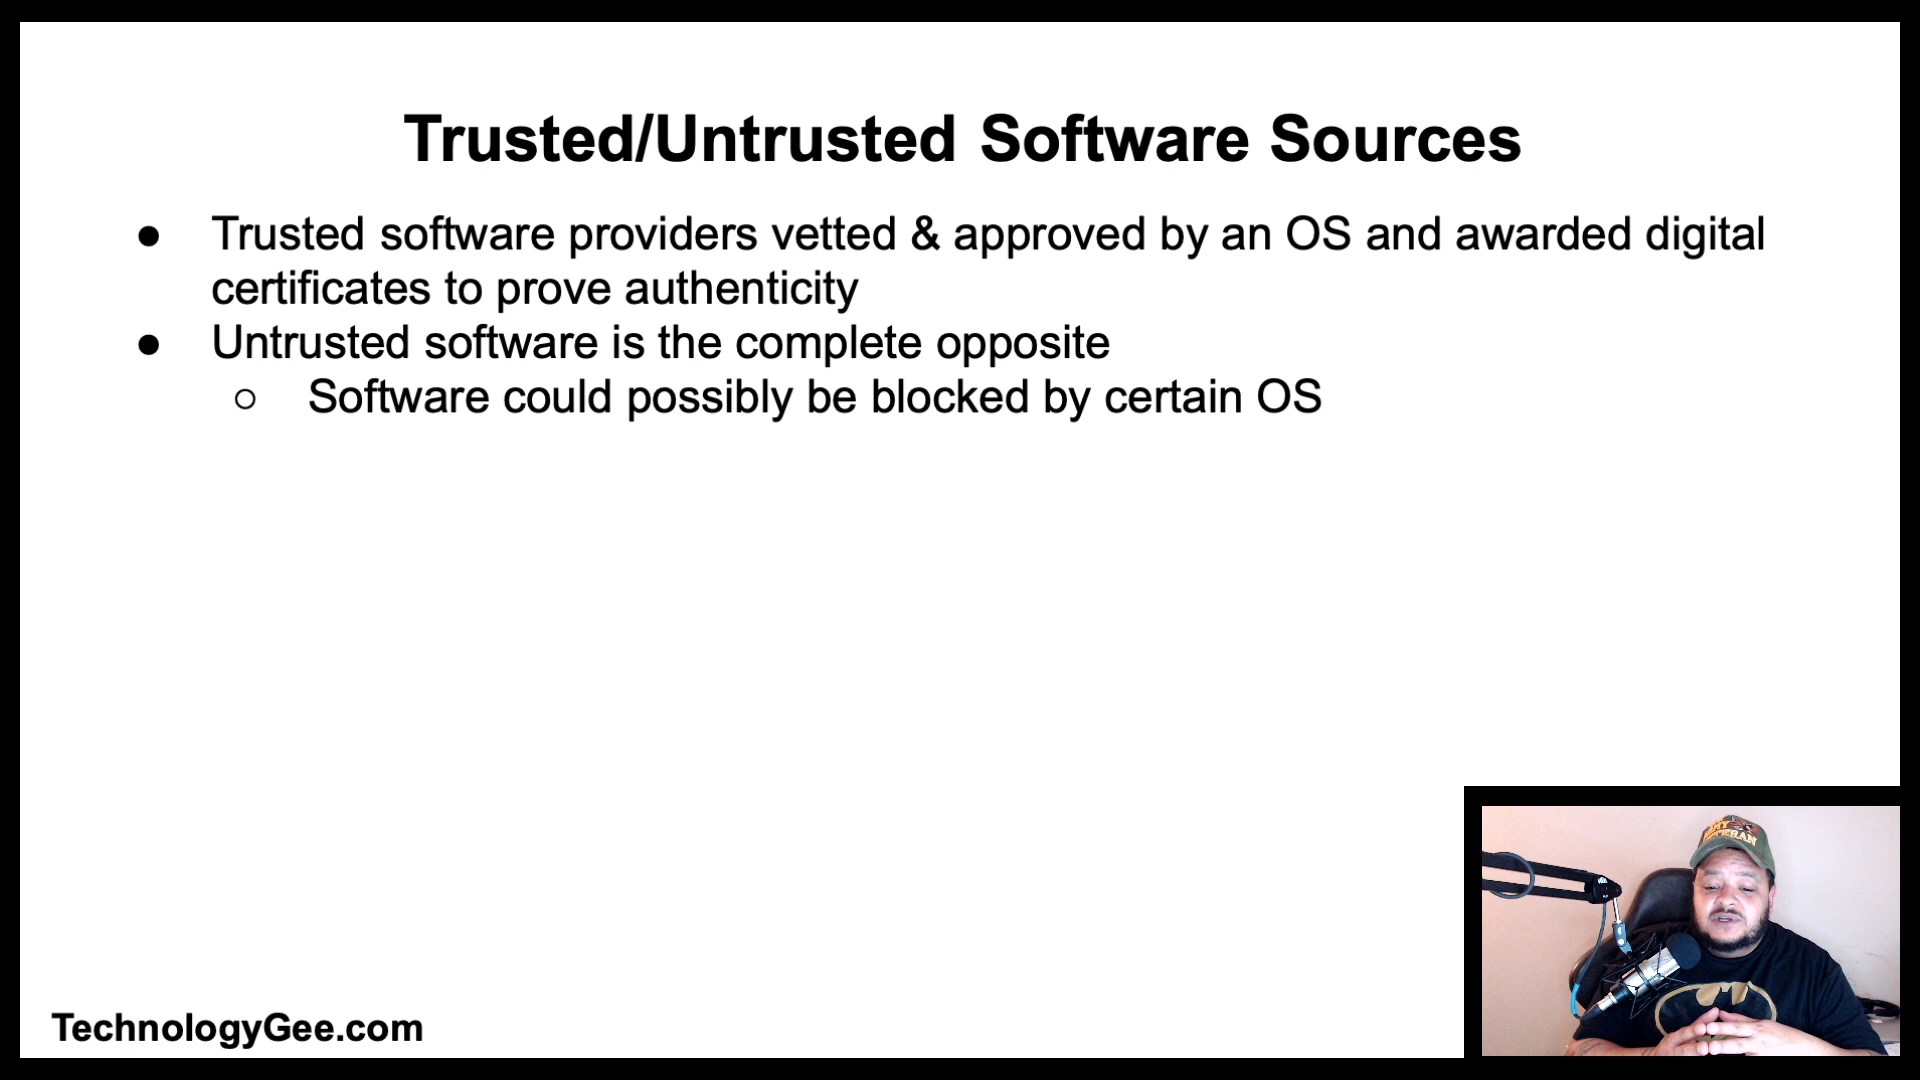 Trusted/Untrusted Software Sources
● Trusted software providers vetted & approved by an OS and awarded digital
certificates to prove authenticity
● Untrusted software is the complete opposite
○ Software could possibly be blocked by certain OS
TechnologyGee.com
VETERAN